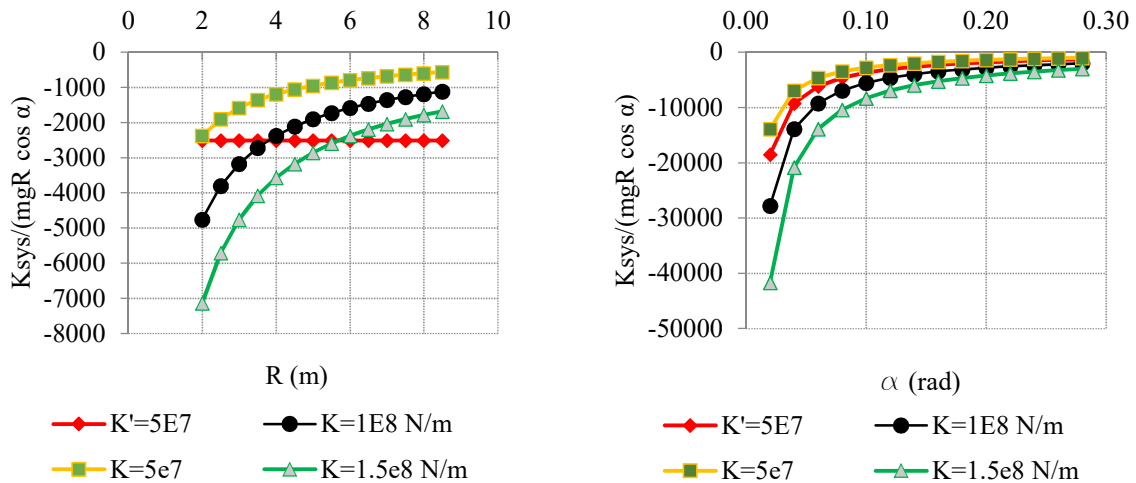 0 2 4 6 8 10
0
-1000
-2000
-3000
-4000
-5000
-6000
-7000
-8000
Ksys/(mgR cos α)
R (m)
K'=5E7 K=1E8 N/m
K=5e7 K=1.5e8 N/m
0.00 0.10 0.20 0.30
0
-10000
-20000
-30000
-40000
-50000
Ksys/(mgR cos α)
α (rad)
K'=5E7 K=1E8 N/m
K=5e7 K=1.5e8 N/m